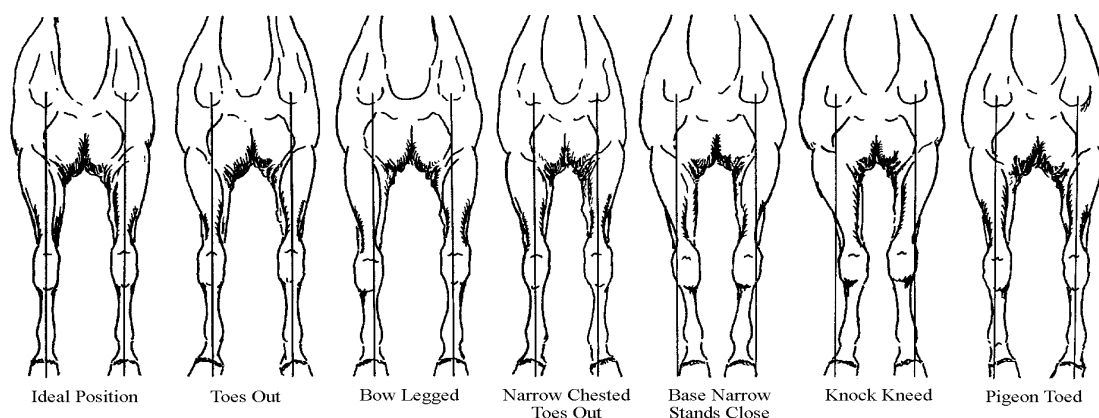 Ideal Position
Toes Out
Bow Legged
Narrow Chested
Toes Out
Base Narrow
Stands Close
Knock Kneed
Pigeon Toed